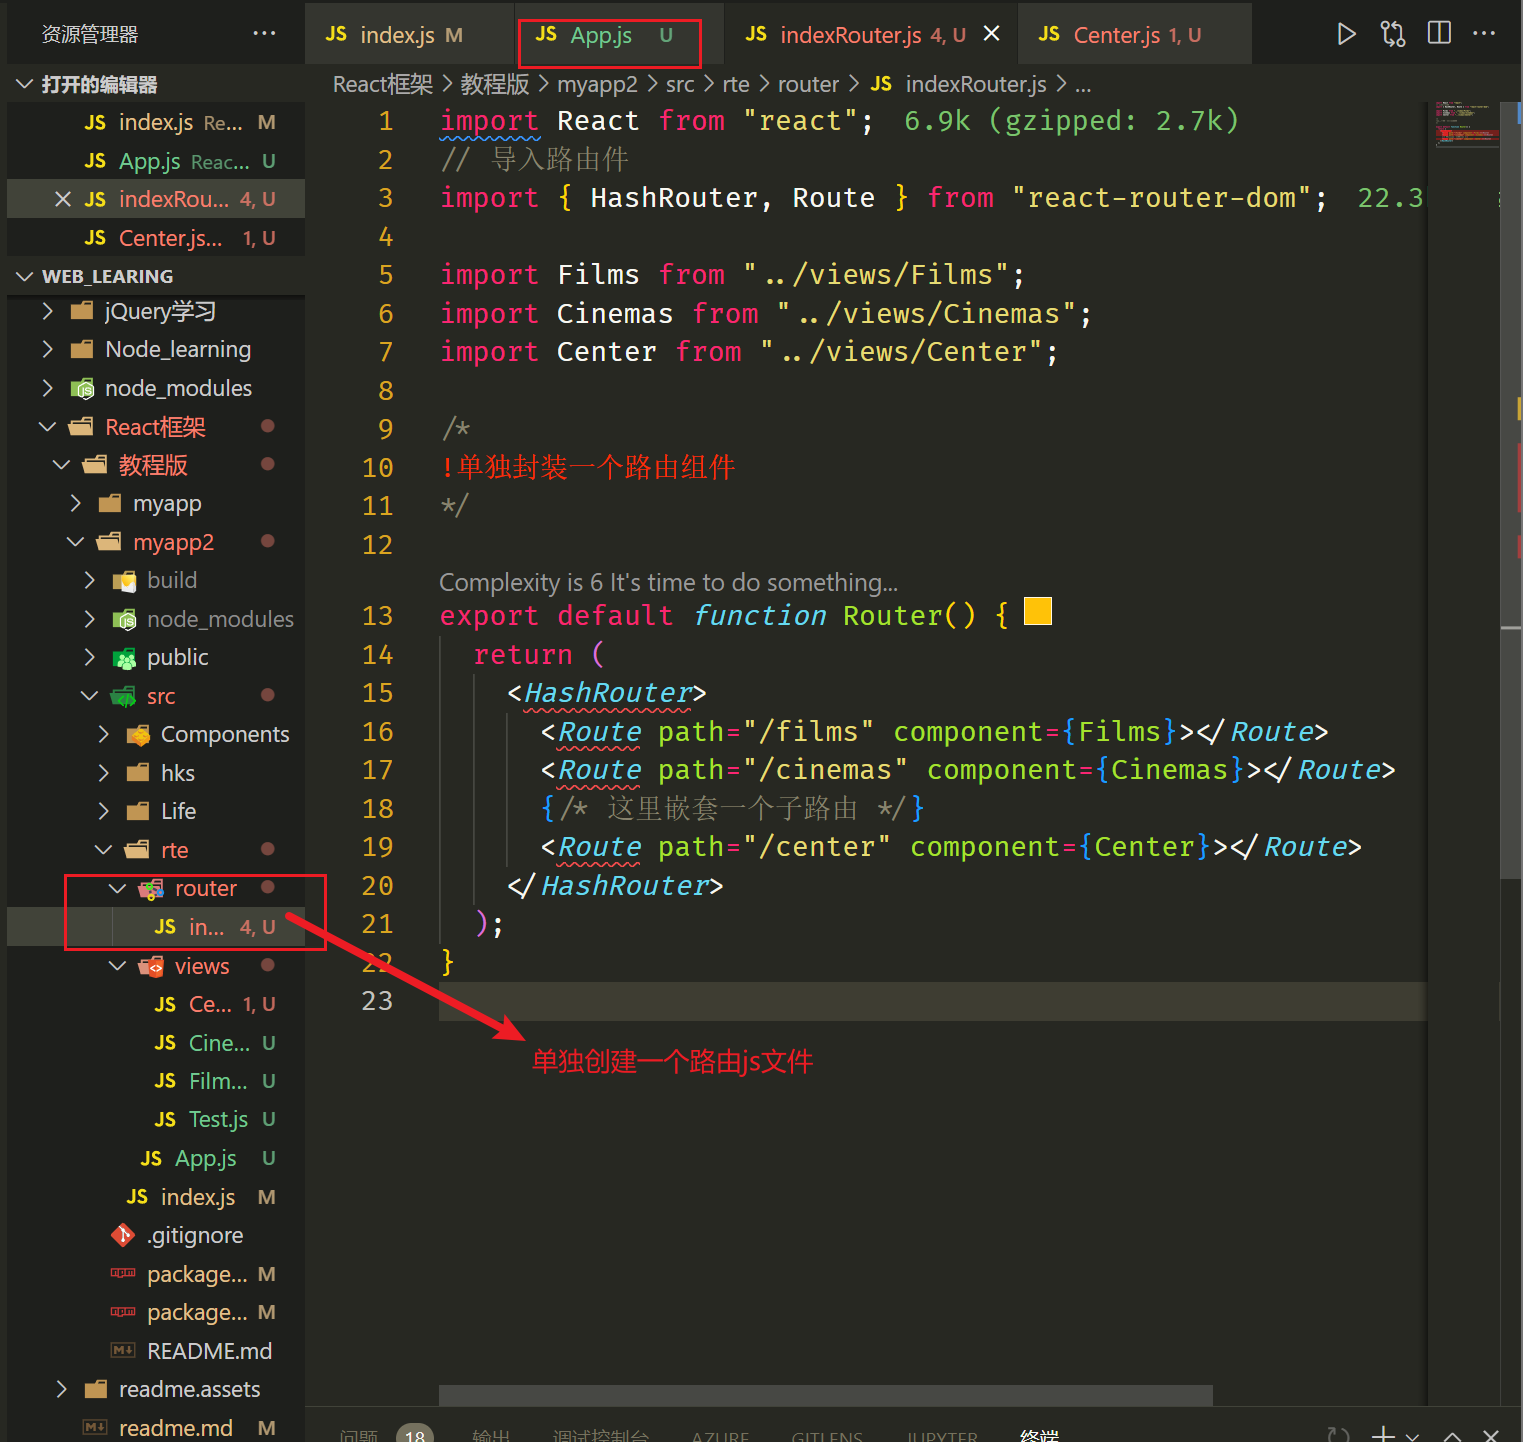 资源管理器 ···
index.js M
App.js U
indexRouter.js 4, U
Center.js 1, U
打开的编辑器
React框架 > 教程版 > myapp2 > src > rte > router > JS indexRouter.js > ...
JS index.js Re... M
JS App.js Reac... U
JS indexRou... 4, U
JS Center.js... 1, U
WEB_LEARING
jQuery学习
Node_learning
node_modules
React框架
教程版
myapp
myapp2
build
node_modules
public
src
Components
hks
Life
rte
router
JS in... 4, U
views
JS Ce... 1, U
JS Cine... U
JS Film... U
JS Test.js U
JS App.js U
JS index.js M
.gitignore
package... M
package... M
README.md
readme.assets
readme.md M
1 import React from "react"; 6.9k (gzipped: 2.7k)
2 // 导入路由件
3 import { HashRouter, Route } from "react-router-dom"; 22.3
4
5 import Films from "../views/Films";
6 import Cinemas from "../views/Cinemas";
7 import Center from "../views/Center";
8
9 /*
10 !单独封装一个路由组件
11 */
12
Complexity is 6 It's time to do something...
13 export default function Router() {
14 return (
15 <HashRouter>
16 <Route path="/films" component={Films}></Route>
17 <Route path="/cinemas" component={Cinemas}></Route>
18 {/* 这里嵌套一个子路由 */}
19 <Route path="/center" component={Center}></Route>
20 </HashRouter>
21 );
22 }
23
单独创建一个路由js文件
问题 18 输出 调试控制台 AZURE GITLENS JUPYTER 终端